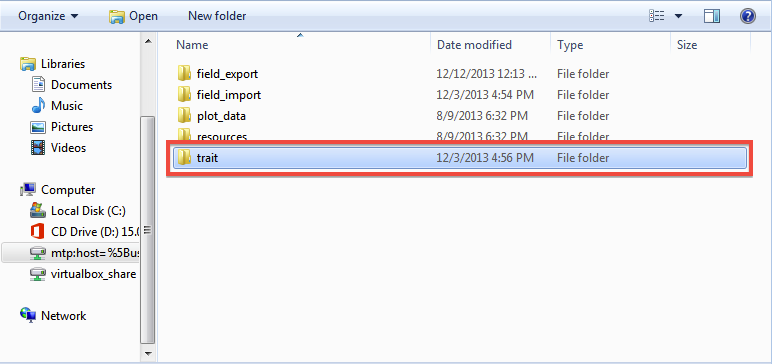 Organize Open New folder
Name Date modified Type Size
Libraries
Documents
Music
Pictures
Videos
Computer
Local Disk (C:)
CD Drive (D:) 15.0
mtp:host=%5Bus
virtualbox_share
Network
field_export 12/12/2013 12:13 ... File folder
field_import 12/3/2013 4:54 PM File folder
plot_data 8/9/2013 6:32 PM File folder
resources 8/9/2013 6:32 PM File folder
trait 12/3/2013 4:56 PM File folder